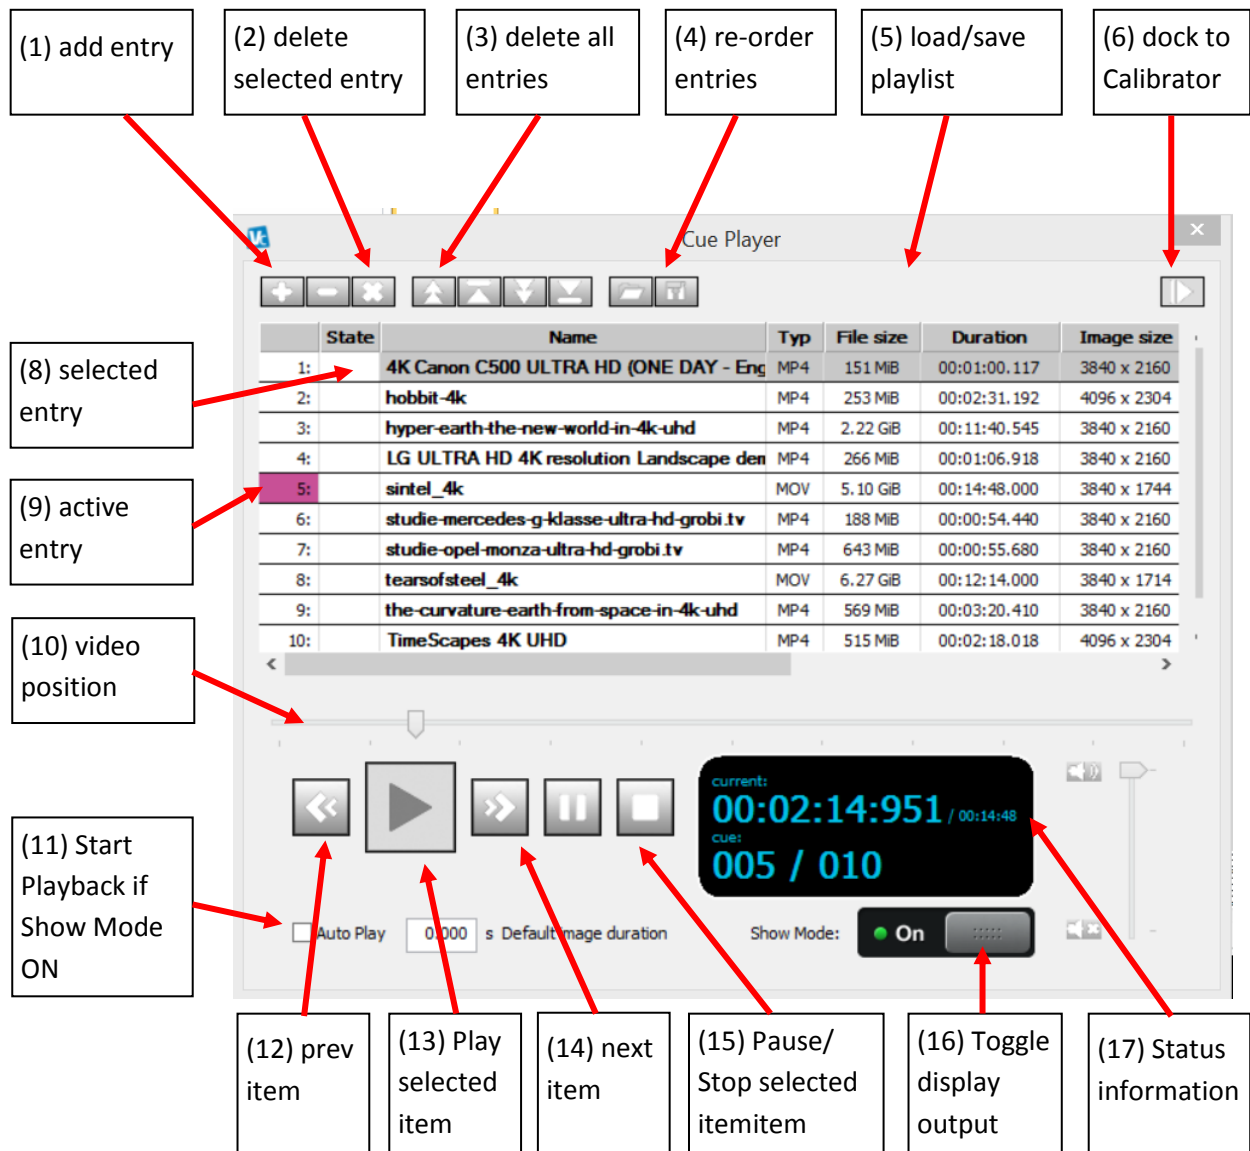 (1) add entry
(2) delete
selected entry
(3) delete all
entries
(4) re-order
entries
(5) load/save
playlist
(6) dock to
Calibrator
Cue Player
State Name Typ File size Duration Image size
1: 4K Canon C500 ULTRA HD (ONE DAY - Eng MP4 151 MiB 00:01:00.117 3840 x 2160
2: hobbit-4k MP4 253 MiB 00:02:31.192 4096 x 2304
3: hyper-earth-the-new-world-in-4k-uhd MP4 2.22 GiB 00:11:40.545 3840 x 2160
4: LG ULTRA HD 4K resolution Landscape den MP4 266 MiB 00:01:06.918 3840 x 2160
5: sintel_4k MOV 5.10 GiB 00:14:48.000 3840 x 1744
6: studie-mercedes-g-klasse-ultra-hd-grobi.tv MP4 188 MiB 00:00:54.440 3840 x 2160
7: studie-opel-monza-ultra-hd-grobi.tv MP4 643 MiB 00:00:55.680 3840 x 2160
8: tearsofsteel_4k MOV 6.27 GiB 00:12:14.000 3840 x 1714
9: the-curvature-earth-from-space-in-4k-uhd MP4 569 MiB 00:03:20.410 3840 x 2160
10: TimeScapes 4K UHD MP4 515 MiB 00:02:18.018 4096 x 2304
(8) selected
entry
(9) active
entry
(10) video
position
(11) Start
Playback if
Show Mode
ON
current:
00:02:14:951 / 00:14:48
cue:
005 / 010
Auto Play 0.000 s Default image duration Show Mode: On
(12) prev
item
(13) Play
selected
item
(14) next
item
(15) Pause/
Stop selected
itemitem
(16) Toggle
display
output
(17) Status
information